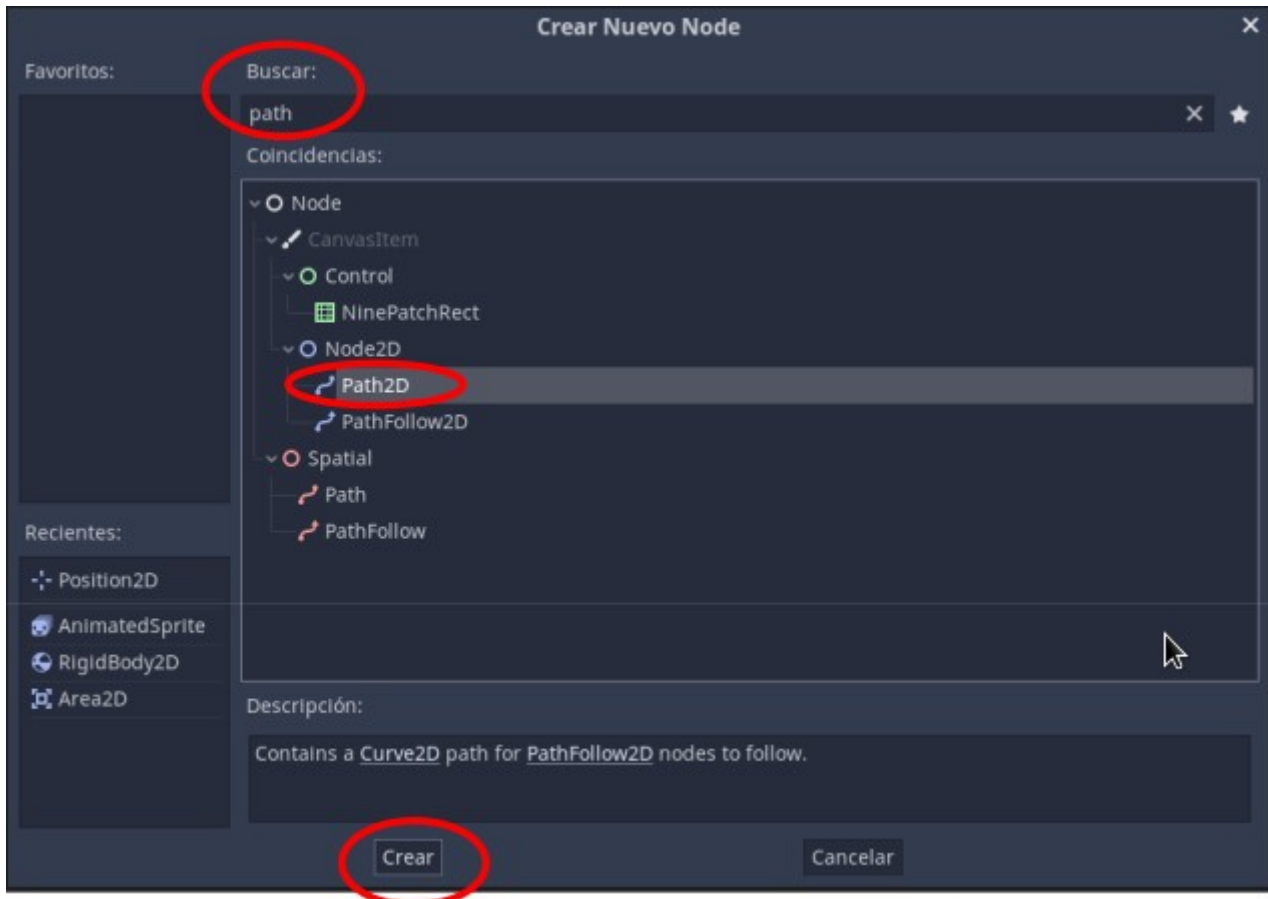 Crear Nuevo Node
Favoritos:
Buscar:
path
Coincidencias:
Node
CanvasItem
Control
NinePatchRect
Node2D
Path2D
PathFollow2D
Spatial
Path
PathFollow
Recientes:
Position2D
AnimatedSprite
RigidBody2D
Area2D
Descripción:
Contains a Curve2D path for PathFollow2D nodes to follow.
Crear
Cancelar